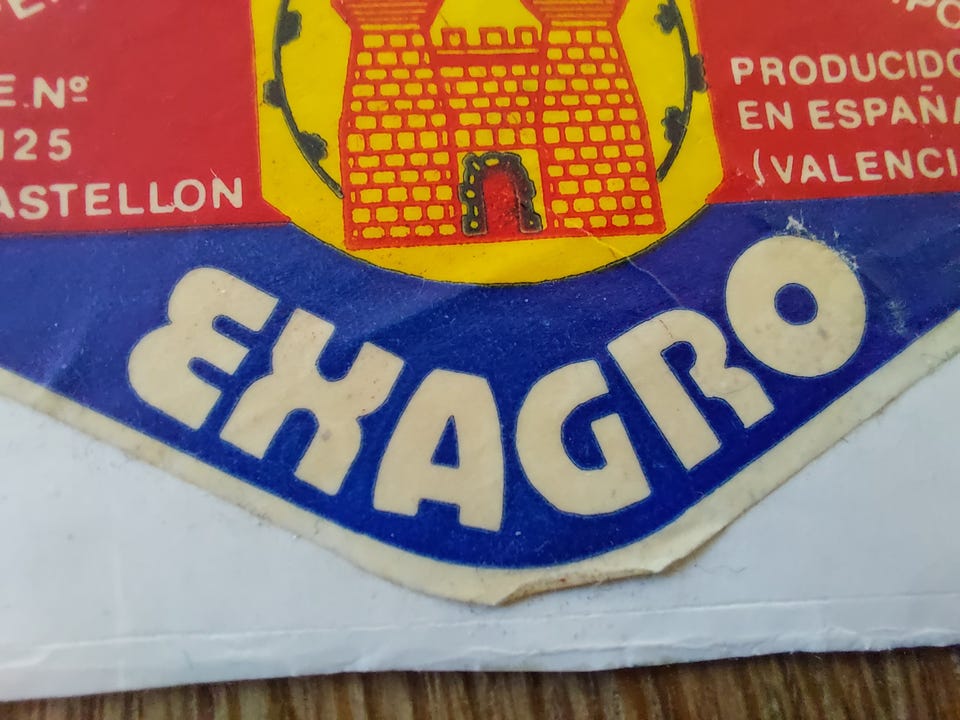 E.Nº
125
ASTELLON
PRODUCIDO
EN ESPAÑA
(VALENCI
EXAGRO